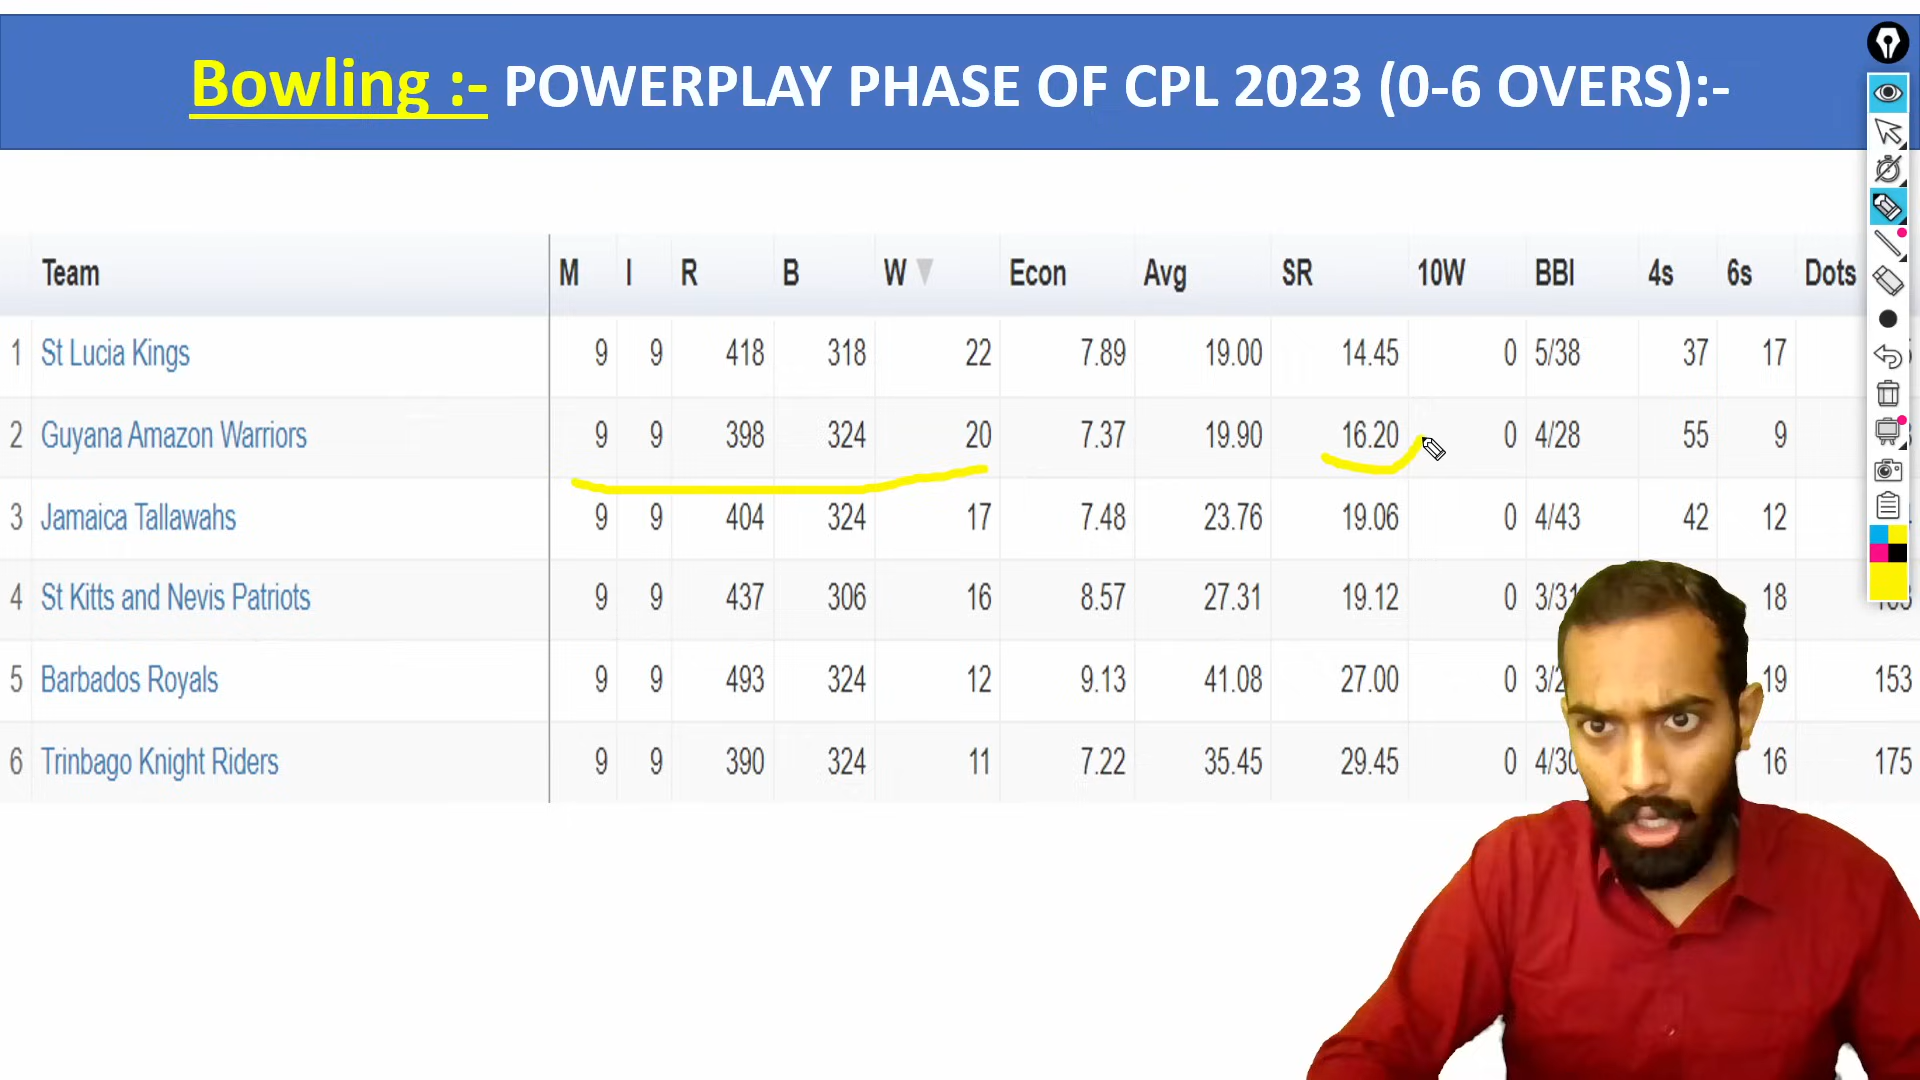 Bowling :- POWERPLAY PHASE OF CPL 2023 (0-6 OVERS):-
Team M I R B W Econ Avg SR 10W BBI 4s 6s Dots
1 St Lucia Kings 9 9 418 318 22 7.89 19.00 14.45 0 5/38 37 17
2 Guyana Amazon Warriors 9 9 398 324 20 7.37 19.90 16.20 0 4/28 55 9
3 Jamaica Tallawahs 9 9 404 324 17 7.48 23.76 19.06 0 4/43 42 12
4 St Kitts and Nevis Patriots 9 9 437 306 16 8.57 27.31 19.12 0 3/31 18
5 Barbados Royals 9 9 493 324 12 9.13 41.08 27.00 0 19 153
6 Trinbago Knight Riders 9 9 390 324 11 7.22 35.45 29.45 0 4/30 16 175